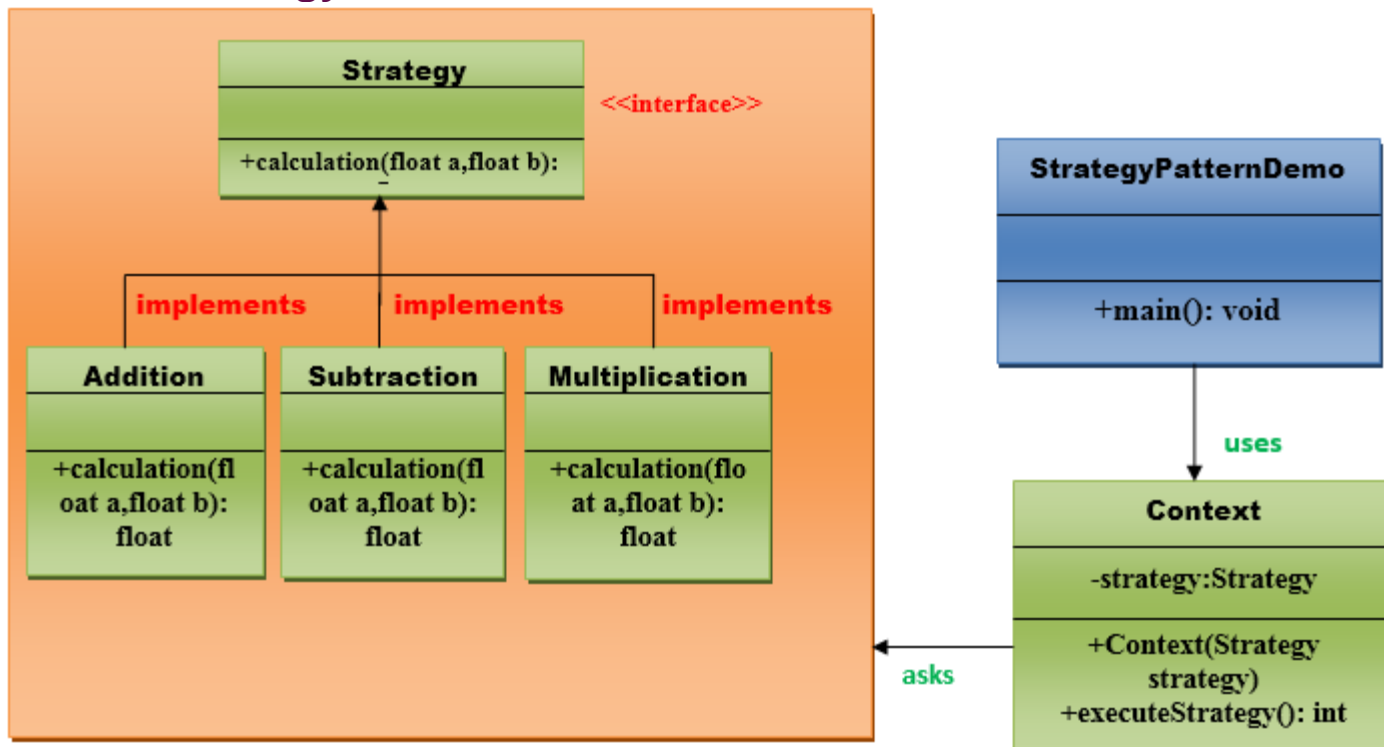 Strategy
<<interface>>
+calculation(float a,float b):
implements
implements
implements
Addition
+calculation(fl
oat a,float b):
float
Subtraction
+calculation(fl
oat a,float b):
float
Multiplication
+calculation(flo
at a,float b):
float
StrategyPatternDemo
+main(): void
uses
Context
-strategy:Strategy
+Context(Strategy
strategy)
+executeStrategy(): int
asks